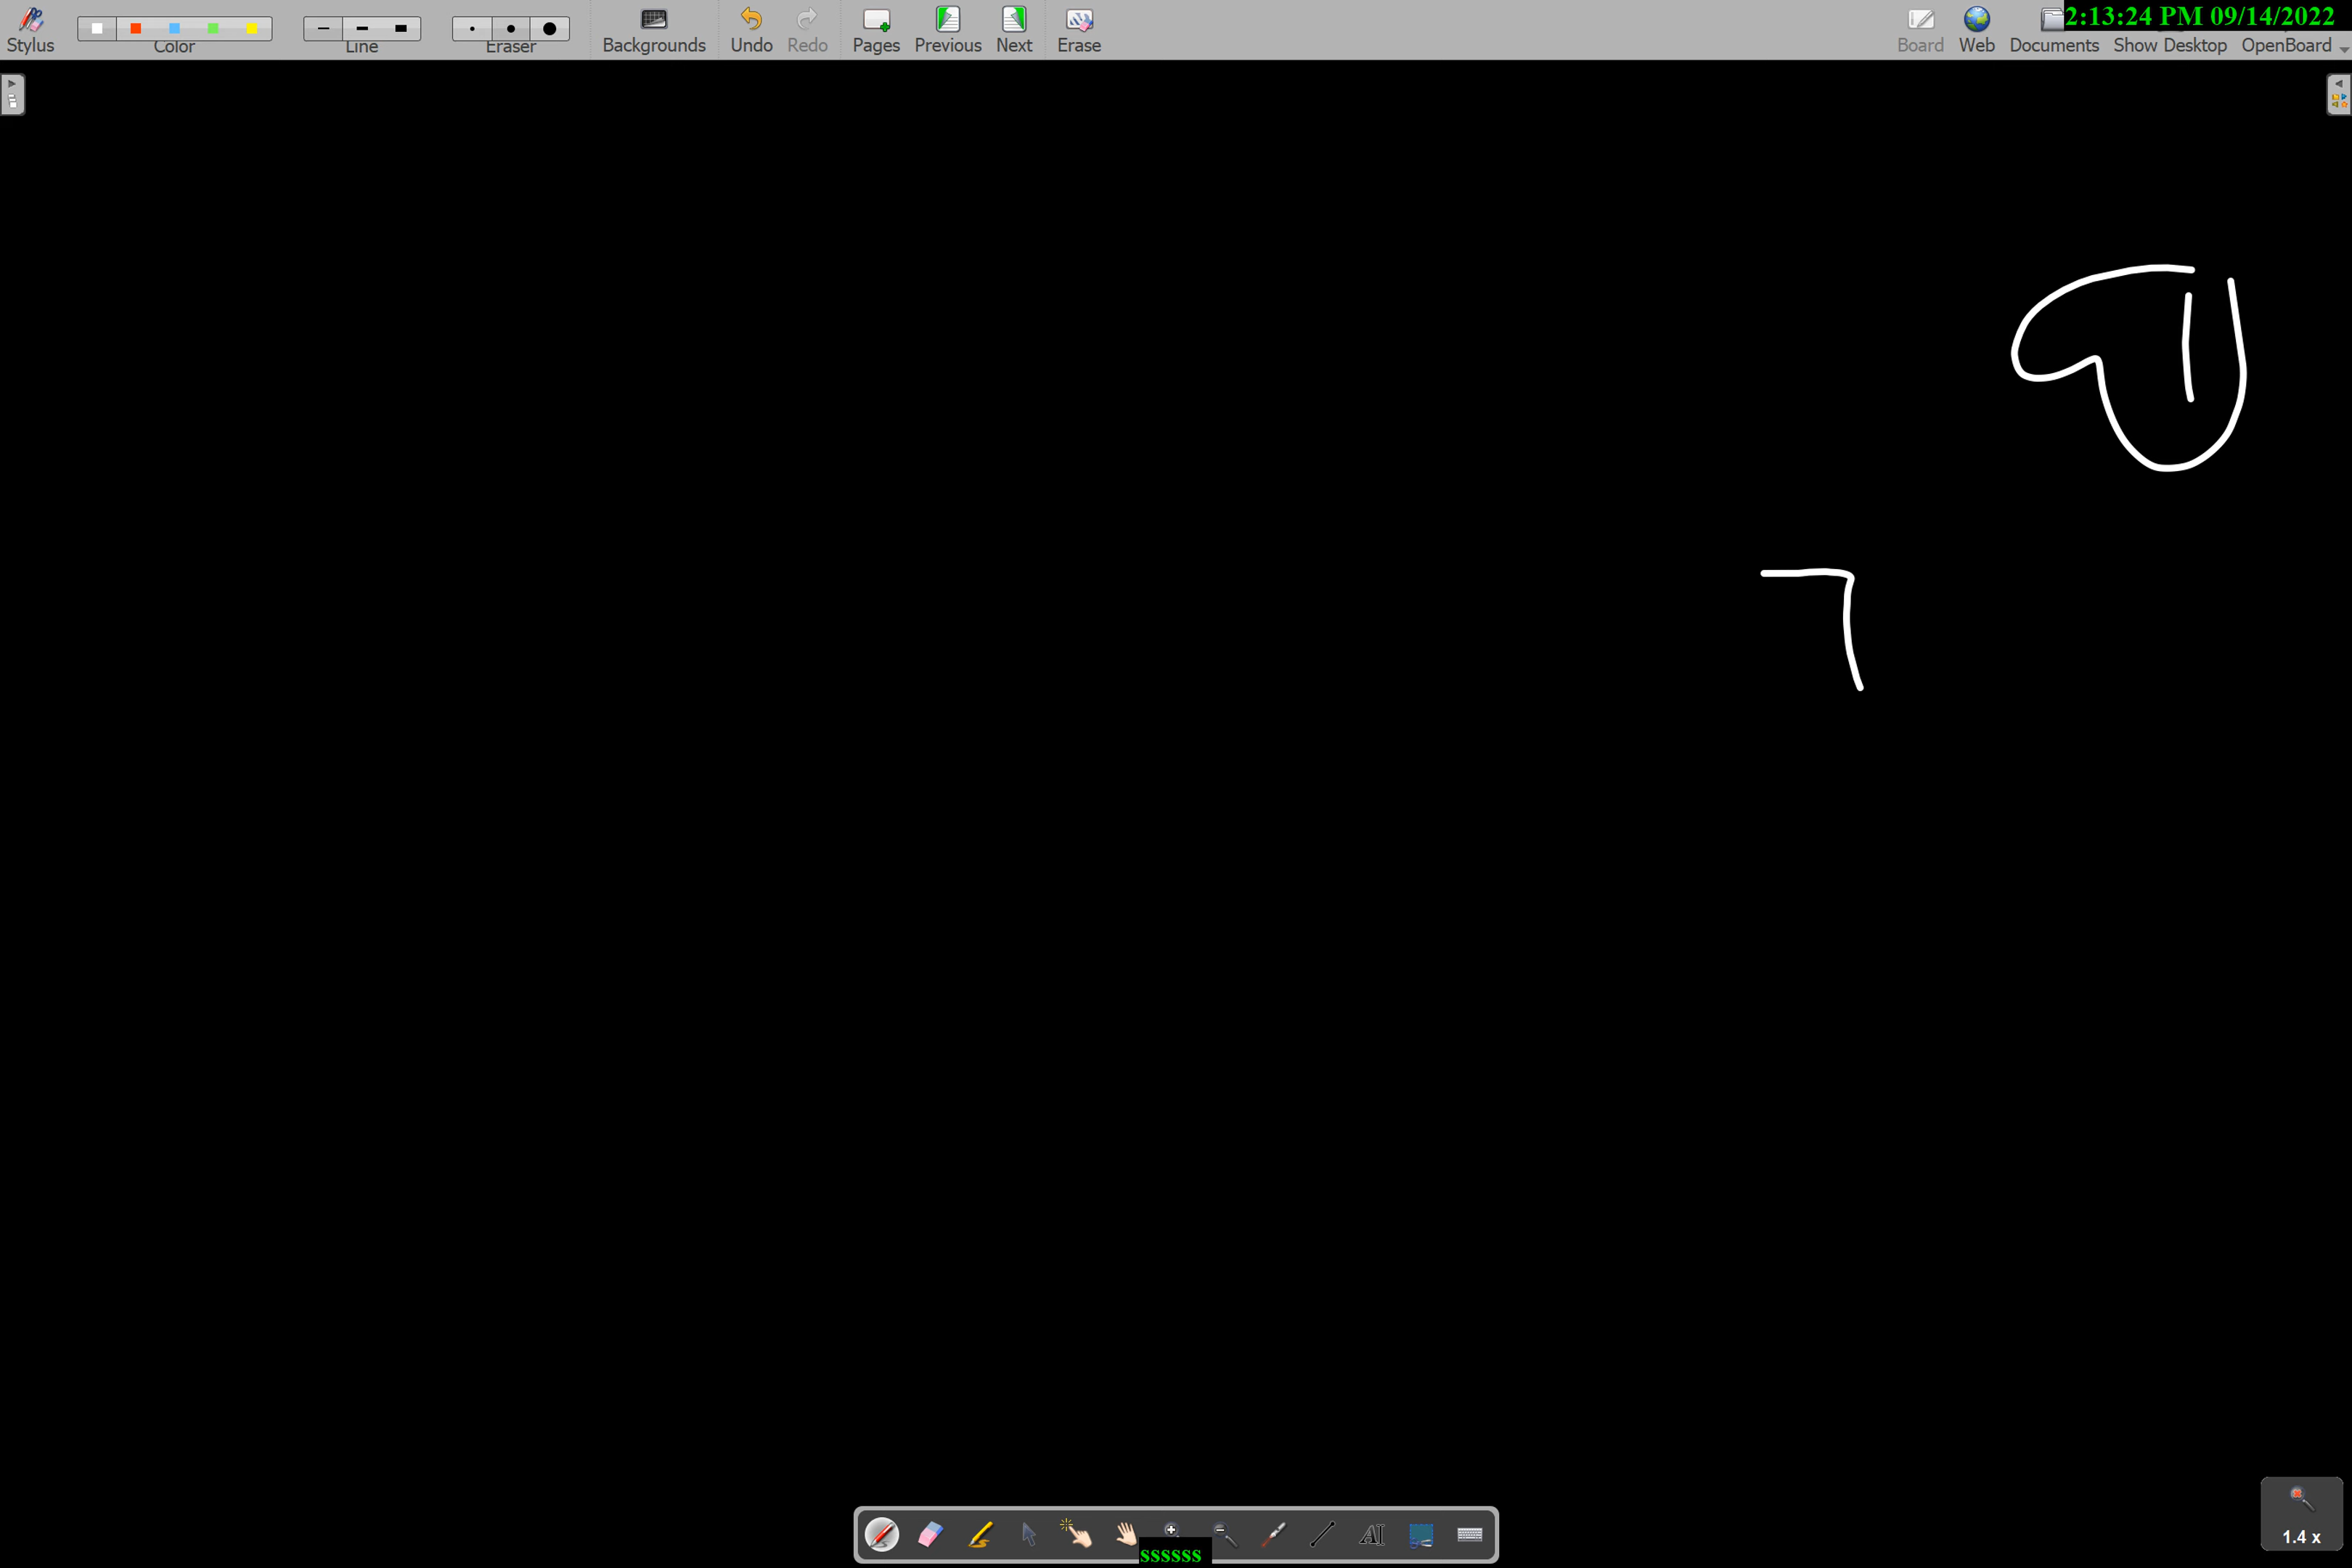 Stylus Color Line Eraser Backgrounds Undo Redo Pages Previous Next Erase Board Web Documents Show Desktop OpenBoard
2:13:24 PM 09/14/2022
1.4 x
ssssss